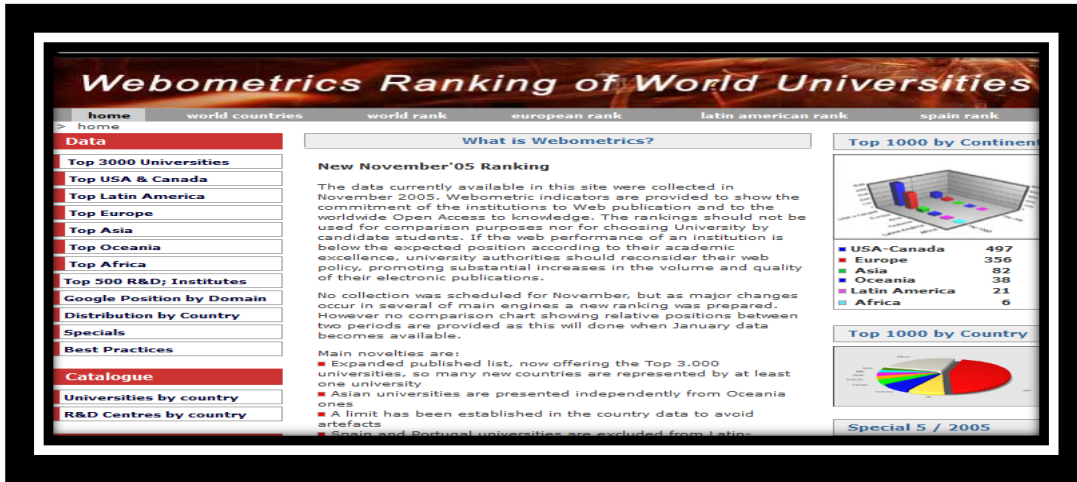 Webometrics Ranking of World Universities
home world countries world rank european rank latin american rank spain rank
> home
Data
Top 3000 Universities
Top USA & Canada
Top Latin America
Top Europe
Top Asia
Top Oceania
Top Africa
Top 500 R&D; Institutes
Google Position by Domain
Distribution by Country
Specials
Best Practices
Catalogue
Universities by country
R&D Centres by country
What is Webometrics?
New November'05 Ranking
The data currently available in this site were collected in
November 2005. Webometric indicators are provided to show the
commitment of the institutions to Web publication and to the
worldwide Open Access to knowledge. The rankings should not be
used for comparison purposes nor for choosing University by
candidate students. If the web performance of an institution is
below the expected position according to their academic
excellence, university authorities should reconsider their web
policy, promoting substantial increases in the volume and quality
of their electronic publications.
No collection was scheduled for November, but as major changes
occur in several of main engines a new ranking was prepared.
However no comparison chart showing relative positions between
two periods are provided as this will done when January data
becomes available.
Main novelties are:
Expanded published list, now offering the Top 3.000
universities, so many new countries are represented by at least
one university
Asian universities are presented independently from Oceania
ones
A limit has been established in the country data to avoid
artefacts
Spain and Portugal universities are excluded from Latin-
Top 1000 by Continent
USA-Canada 497
Europe 356
Asia 82
Oceania 38
Latin America 21
Africa 6
Top 1000 by Country
Special 5 / 2005